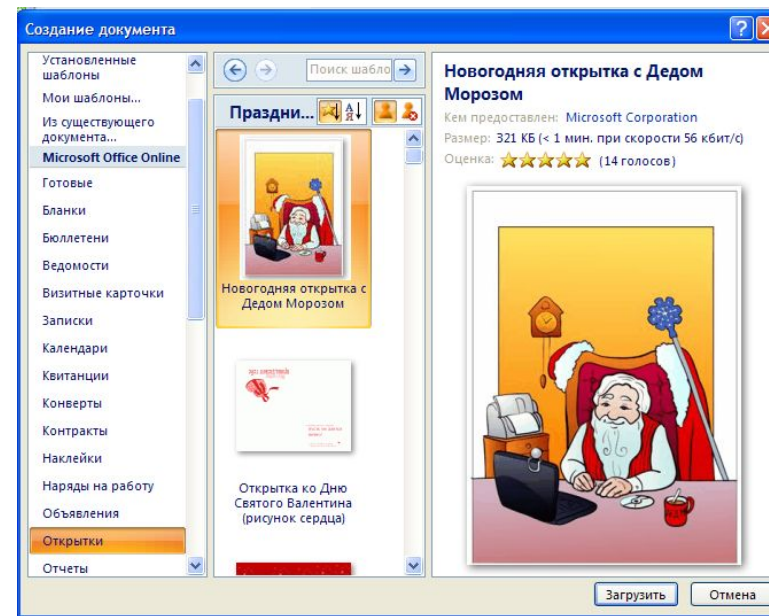 Создание документа
Установленные
шаблоны
Мои шаблоны...
Из существующего
документа...
Microsoft Office Online
Готовые
Бланки
Бюллетени
Ведомости
Визитные карточки
Записки
Календари
Квитанции
Конверты
Контракты
Наклейки
Наряды на работу
Объявления
Открытки
Отчеты
Поиск шабло
Праздни...
Новогодняя открытка с
Дедом Морозом
Открытка ко Дню
Святого Валентина
(рисунок сердца)
Новогодняя открытка с Дедом
Морозом
Кем предоставлен: Microsoft Corporation
Размер: 321 КБ (< 1 мин. при скорости 56 кбит/с)
Оценка: (14 голосов)
Загрузить
Отмена